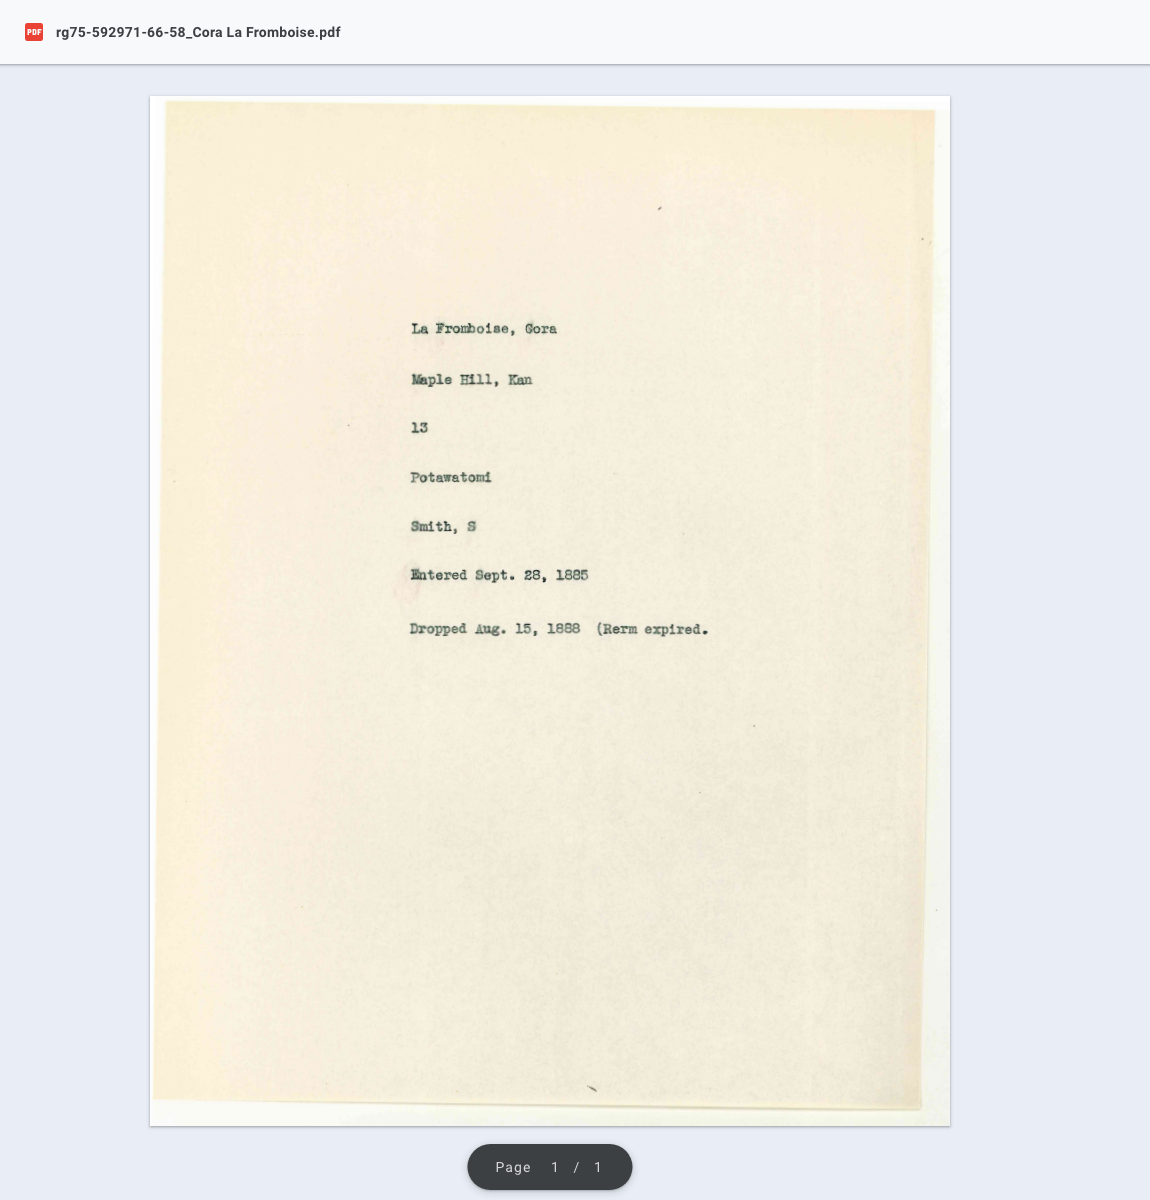 PDF rg75-592971-66-58_Cora La Fromboise.pdf
La Fromboise, Cora
Maple Hill, Kan
13
Potawatomi
Smith, S
Entered Sept. 28, 1885
Dropped Aug. 15, 1888 (Rerm expired.
Page 1 / 1